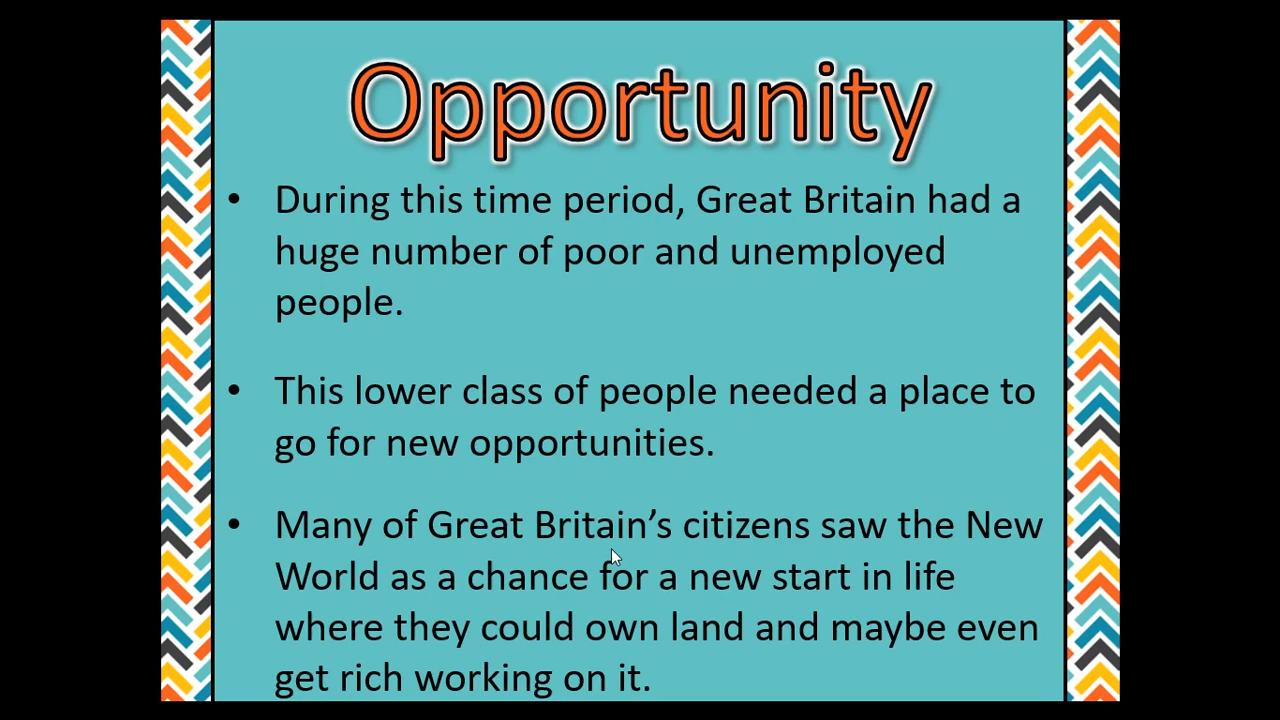 Opportunity
• During this time period, Great Britain had a
huge number of poor and unemployed
people.
• This lower class of people needed a place to
go for new opportunities.
• Many of Great Britain’s citizens saw the New
World as a chance for a new start in life
where they could own land and maybe even
get rich working on it.